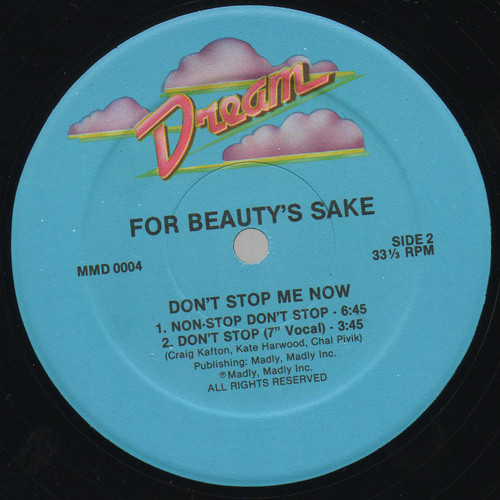 Dream
FOR BEAUTY'S SAKE
MMD 0004
SIDE 2
33⅓ RPM
DON'T STOP ME NOW
1. NON-STOP DON'T STOP - 6:45
2. DON'T STOP (7" Vocal) - 3:45
(Craig Kafton, Kate Harwood, Chal Pivik)
Publishing: Madly, Madly Inc.
℗Madly, Madly Inc.
ALL RIGHTS RESERVED